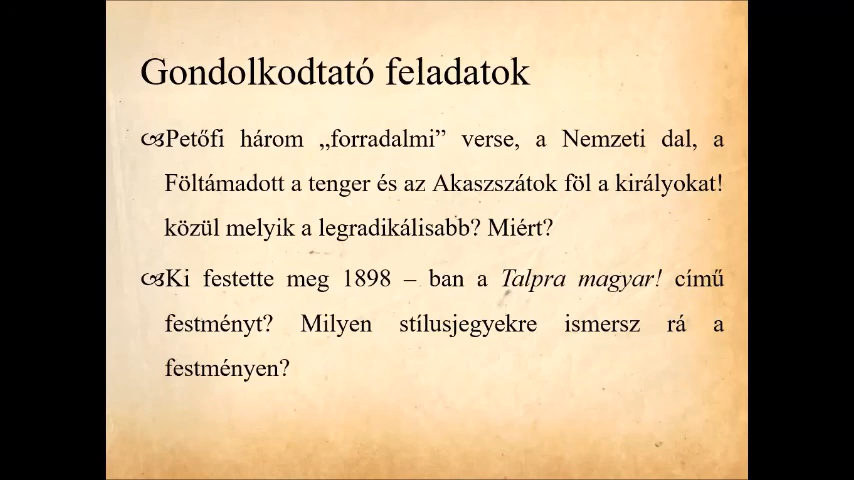 Gondolkodtató feladatok
Petőfi három „forradalmi” verse, a Nemzeti dal, a
Föltámadott a tenger és az Akaszszátok föl a királyokat!
közül melyik a legradikálisabb? Miért?
Ki festette meg 1898 – ban a Talpra magyar! című
festményt? Milyen stílusjegyekre ismersz rá a
festményen?